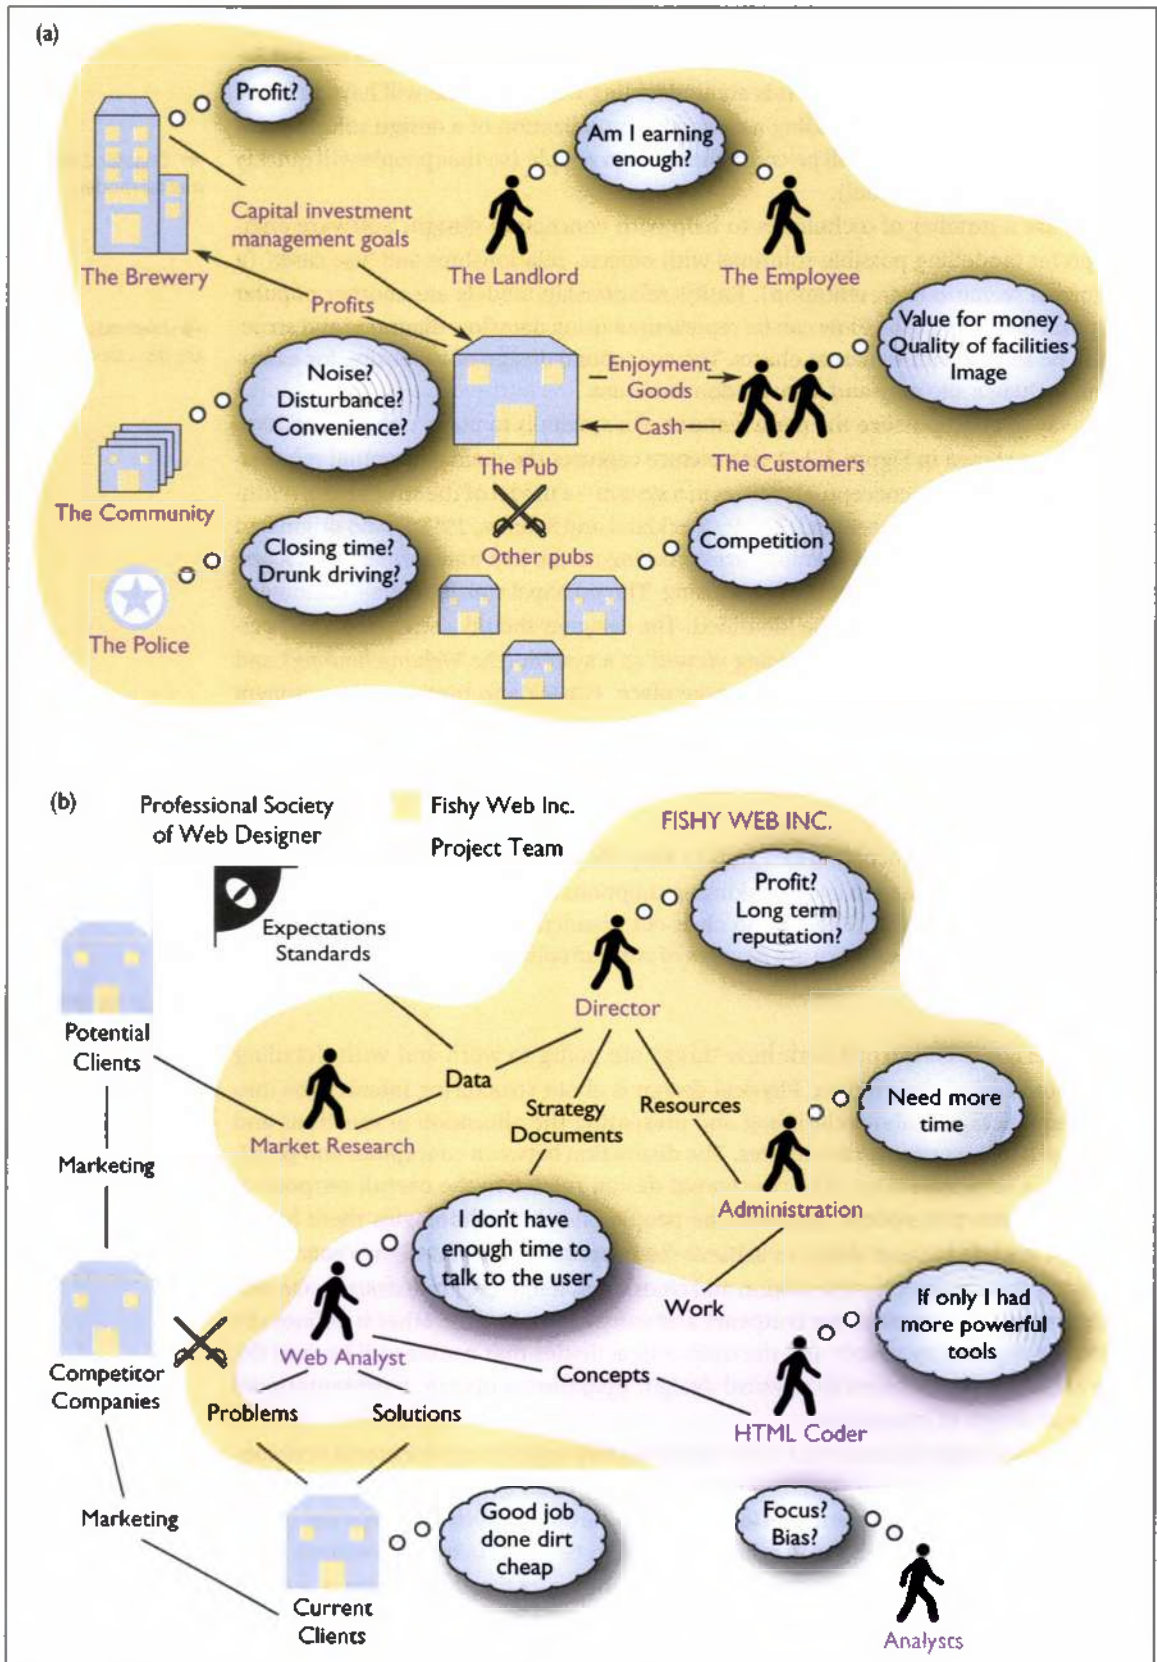 (a)
Profit?
Am I earning
enough?
Capital investment
management goals
The Brewery
The Landlord
The Employee
Profits
Value for money
Quality of facilities
Image
Noise?
Disturbance?
Convenience?
Enjoyment
Goods
Cash
The Pub
The Customers
The Community
Closing time?
Drunk driving?
Other pubs
Competition
The Police
(b)
Professional Society
of Web Designer
Fishy Web Inc.
Project Team
FISHY WEB INC.
Profit?
Long term
reputation?
Expectations
Standards
Director
Potential
Clients
Data
Strategy
Documents
Resources
Need more
time
Market Research
Marketing
Administration
I don't have
enough time to
talk to the user
Work
If only I had
more powerful
tools
Web Analyst
Competitor
Companies
Concepts
Problems
Solutions
HTML Coder
Marketing
Good job
done dirt
cheap
Focus?
Bias?
Current
Clients
Analysts